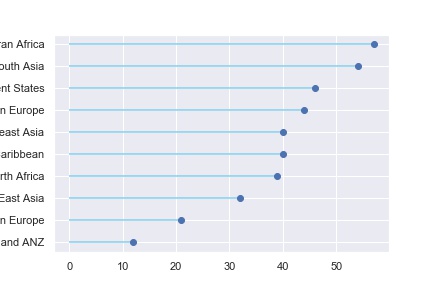 ran Africa
outh Asia
ent States
n Europe
east Asia
aribbean
rth Africa
East Asia
n Europe
and ANZ
0 10 20 30 40 50